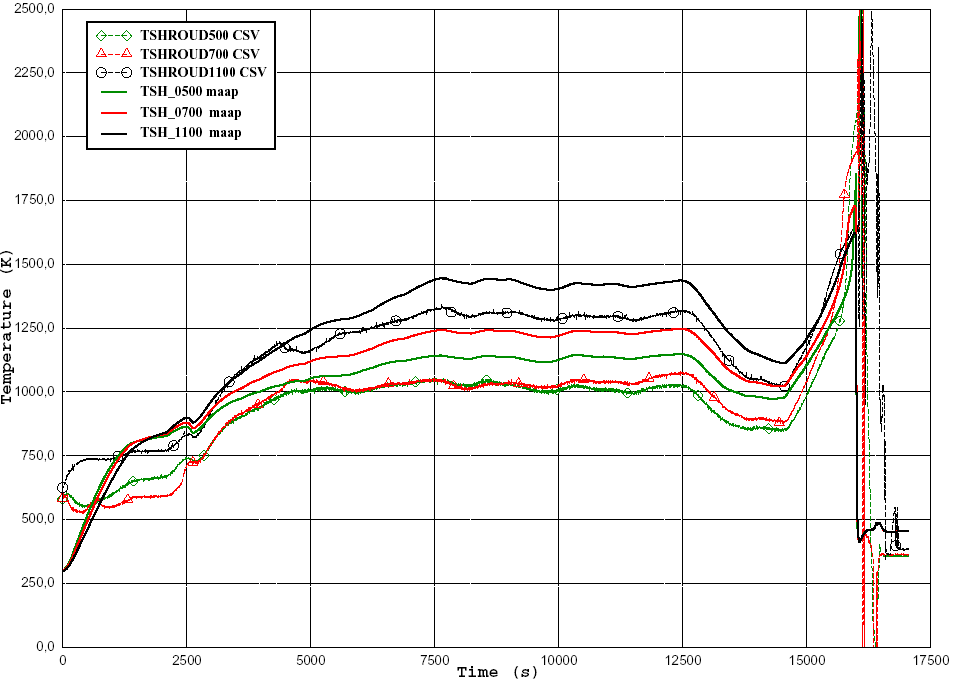 2500,0
2250,0
2000,0
1750,0
1500,0
1250,0
1000,0
750,0
500,0
250,0
0,0
Temperature (K)
TSHROUD500 CSV
TSHROUD700 CSV
TSHROUD1100 CSV
TSH_0500 maap
TSH_0700 maap
TSH_1100 maap
0 2500 5000 7500 10000 12500 15000 17500
Time (s)